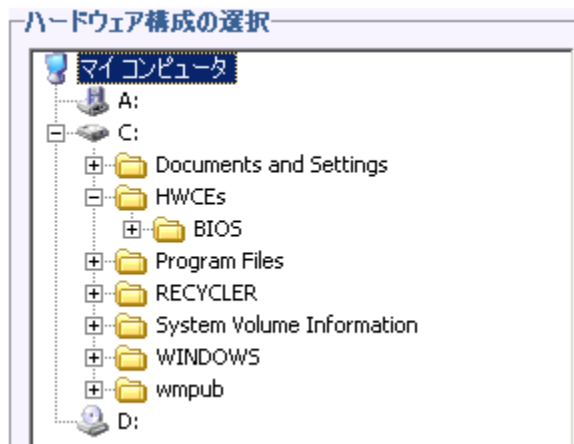 ハードウェア構成の選択
マイ コンピュータ
A:
C:
Documents and Settings
HWCEs
BIOS
Program Files
RECYCLER
System Volume Information
WINDOWS
wmpub
D: